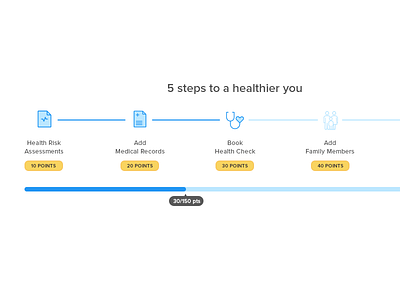 5 steps to a healthier you
Health Risk
Assessments
10 POINTS
Add
Medical Records
20 POINTS
Book
Health Check
30 POINTS
Add
Family Members
40 POINTS
30/150 pts